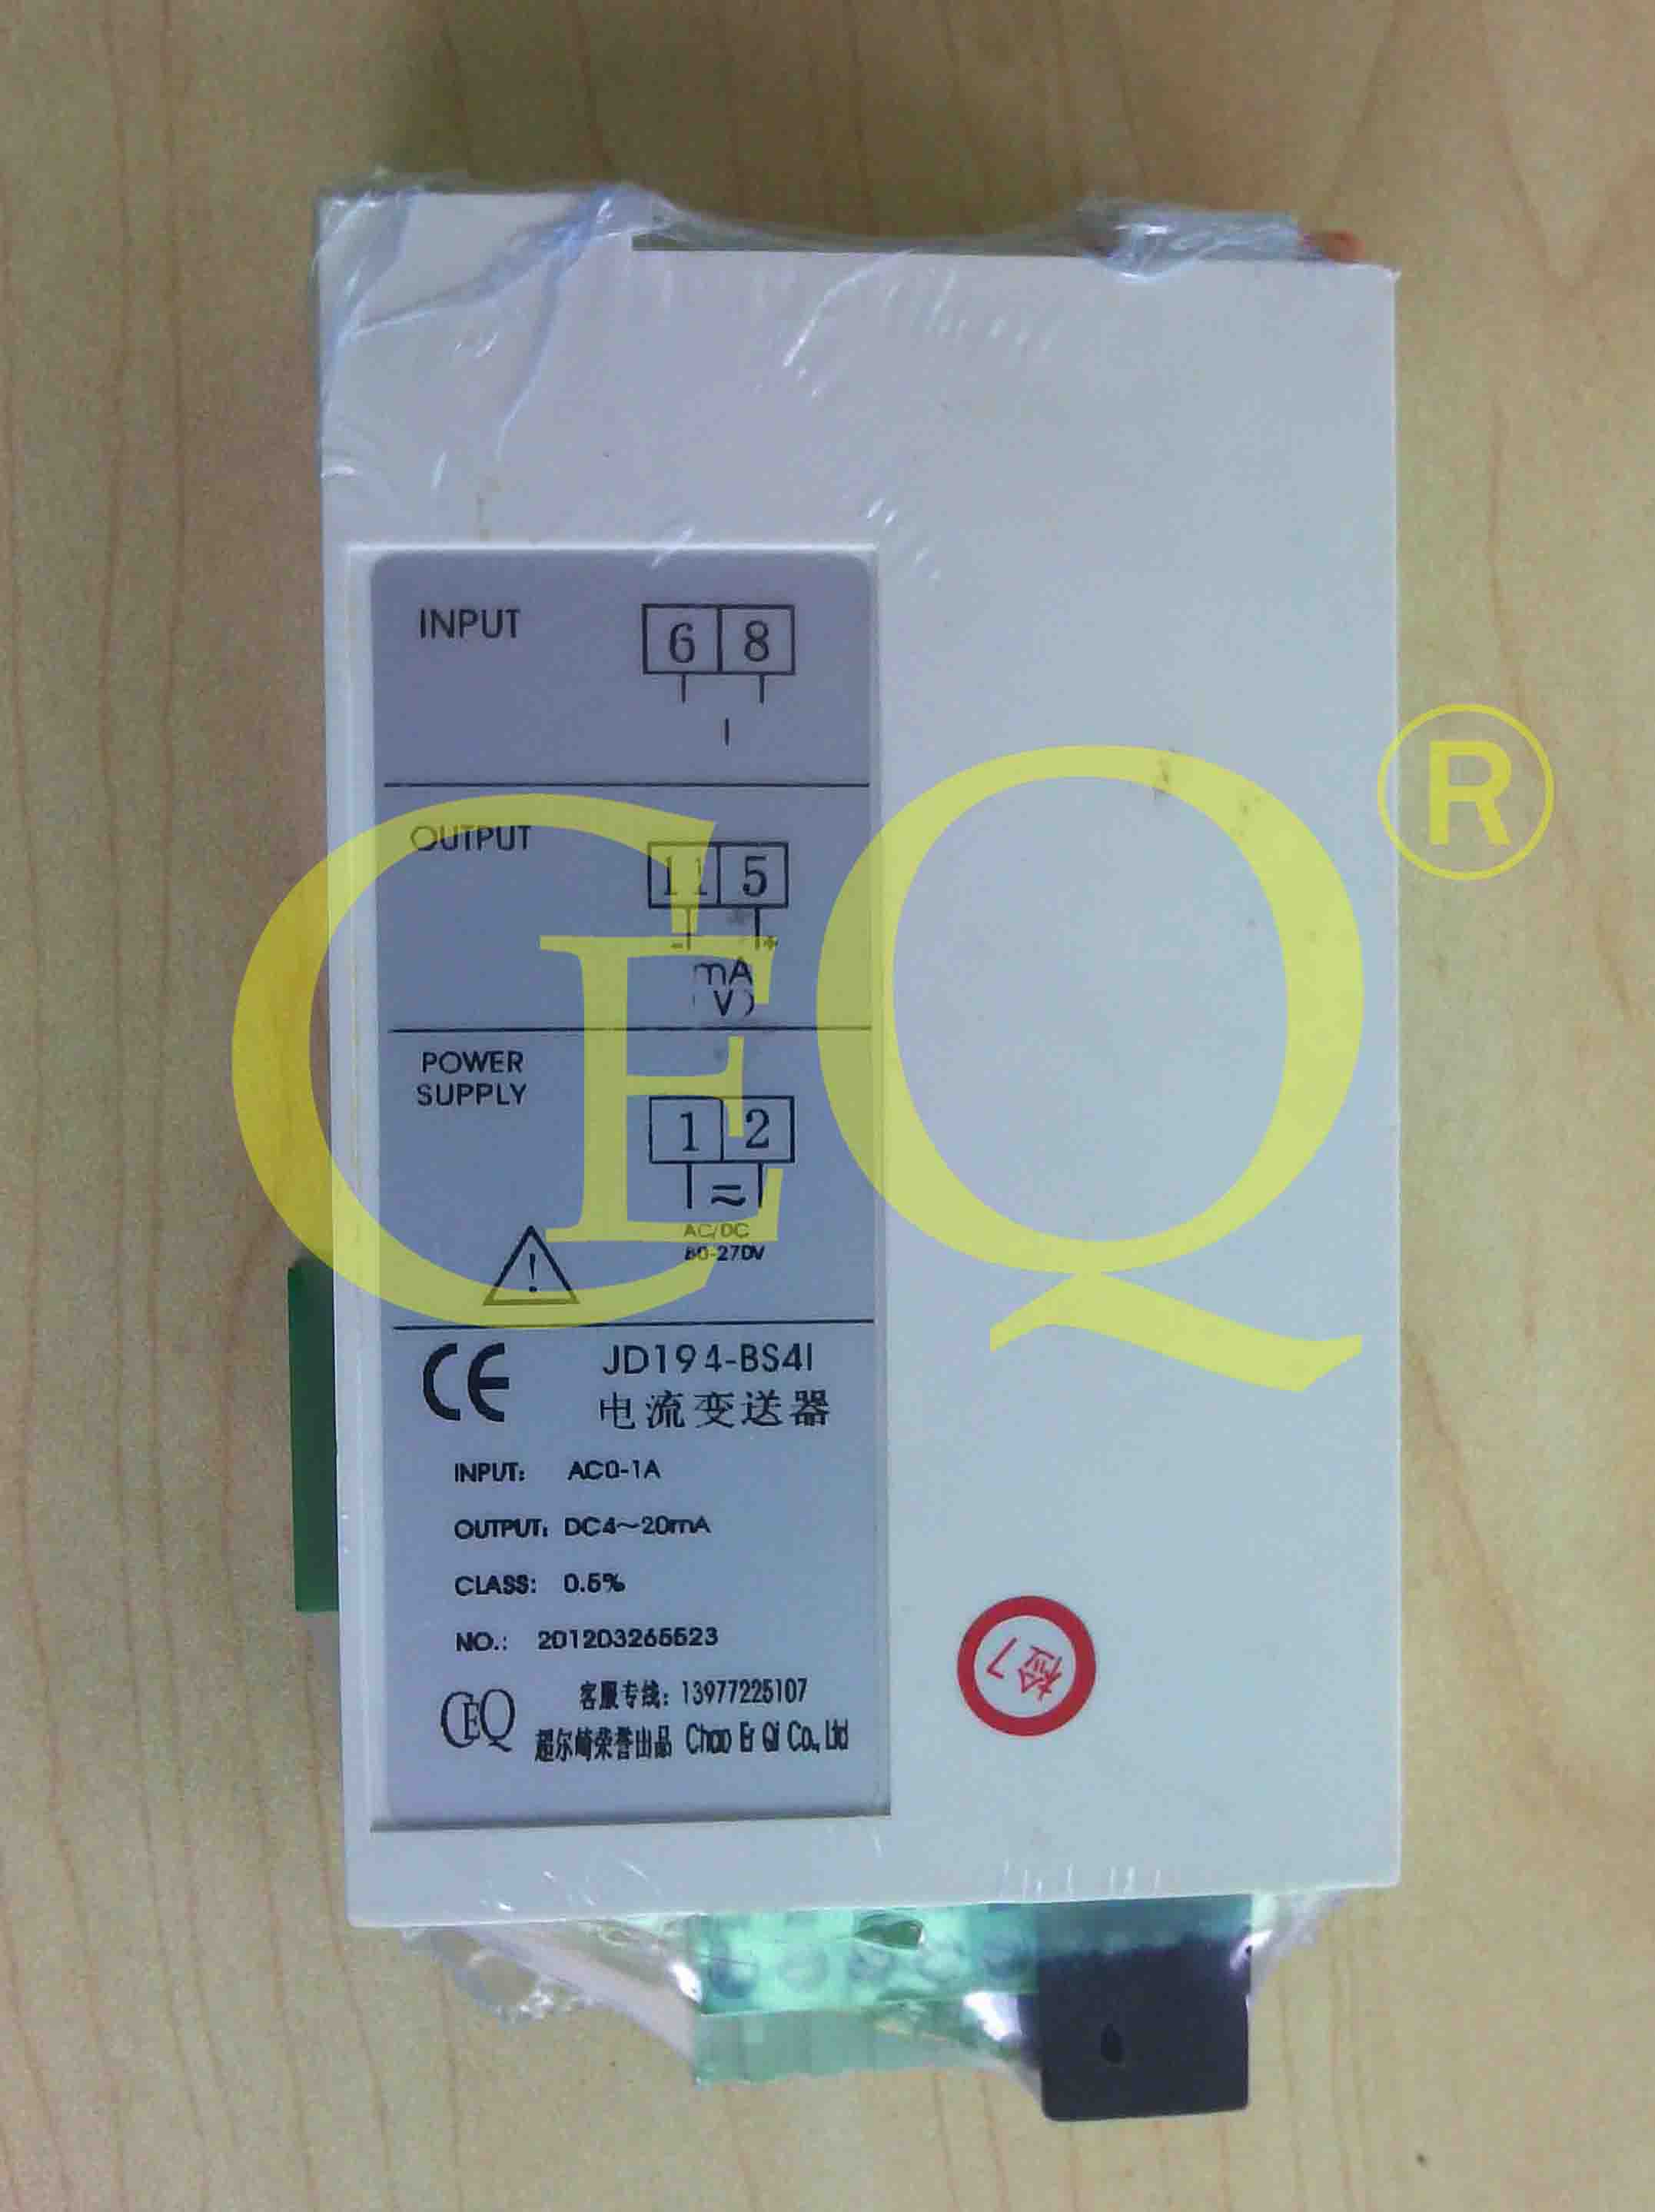 INPUT
6 8
I
OUTPUT
11 5
- +
mA
(V)
POWER
SUPPLY
1 2
≂
AC/DC
80-270V
!
CE JD194-BS4I
电流变送器
INPUT: AC0-1A
OUTPUT: DC4~20mA
CLASS: 0.5%
NO.: 201203265523
CEQ 客服专线: 13977225107
超尔崎荣誉出品 Chao Er Qi Co., Ltd
检7
CEQ®